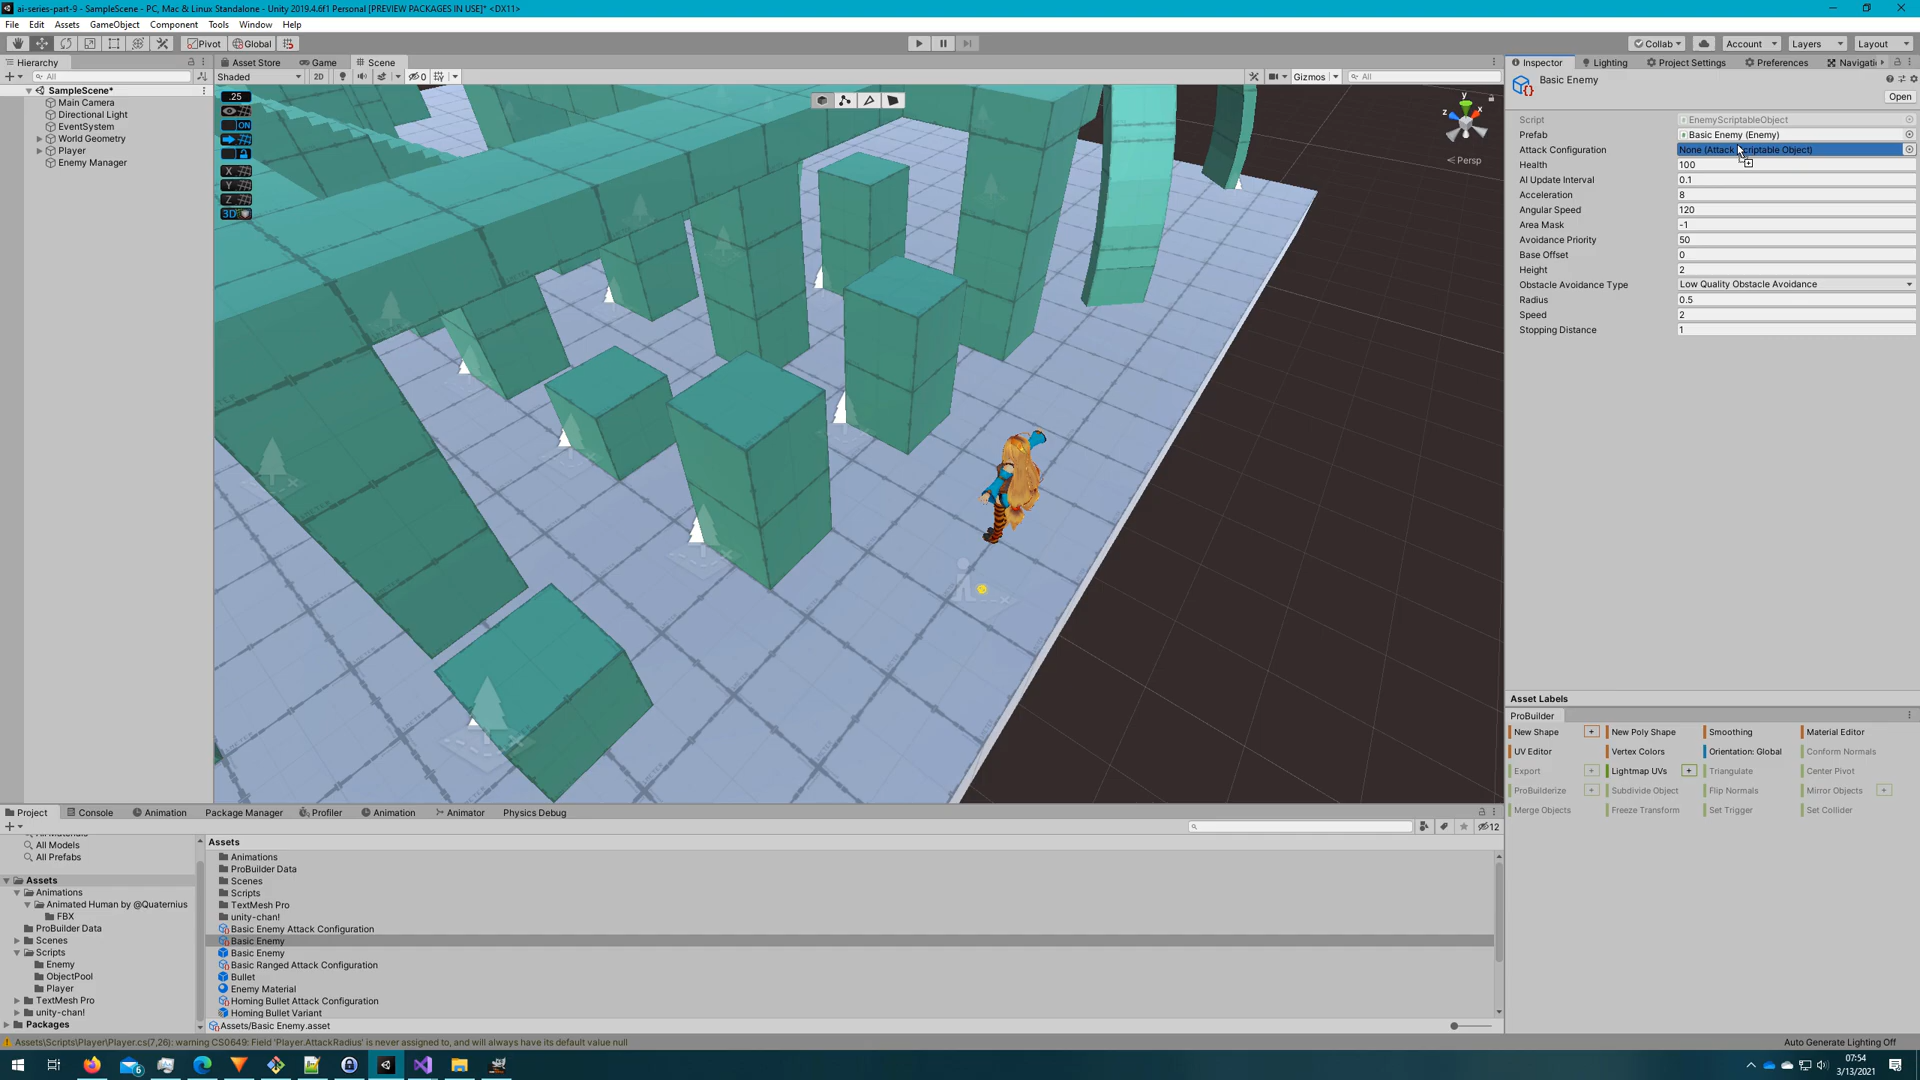 ai-series-part-9 - SampleScene - PC, Mac & Linux Standalone - Unity 2019.4.6f1 Personal [PREVIEW PACKAGES IN USE]* <DX11>
File Edit Assets GameObject Component Tools Window Help
Pivot Global Collab Account Layers Layout
Hierarchy
All
SampleScene*
Main Camera
Directional Light
EventSystem
World Geometry
Player
Enemy Manager
Asset Store Game Scene
Shaded 2D 0 Gizmos All
.25
ON
X
Y
Z
3D
y
z x
Persp
Inspector Lighting Project Settings Preferences Navigati
Basic Enemy
Open
Script EnemyScriptableObject
Prefab Basic Enemy (Enemy)
Attack Configuration None (Attack Scriptable Object)
Health 100
AI Update Interval 0.1
Acceleration 8
Angular Speed 120
Area Mask -1
Avoidance Priority 50
Base Offset 0
Height 2
Obstacle Avoidance Type Low Quality Obstacle Avoidance
Radius 0.5
Speed 2
Stopping Distance 1
Asset Labels
ProBuilder
New Shape + New Poly Shape Smoothing Material Editor
UV Editor Vertex Colors Orientation: Global Conform Normals
Export + Lightmap UVs + Triangulate Center Pivot
ProBuilderize + Subdivide Object Flip Normals Mirror Objects +
Merge Objects Freeze Transform Set Trigger Set Collider
Project Console Animation Package Manager Profiler Animation Animator Physics Debug
12
All Materials
All Models
All Prefabs
Assets
Animations
Animated Human by @Quaternius
FBX
ProBuilder Data
Scenes
Scripts
Enemy
ObjectPool
Player
TextMesh Pro
unity-chan!
Packages
Assets
Animations
ProBuilder Data
Scenes
Scripts
TextMesh Pro
unity-chan!
Basic Enemy Attack Configuration
Basic Enemy
Basic Enemy
Basic Ranged Attack Configuration
Bullet
Enemy Material
Homing Bullet Attack Configuration
Homing Bullet Variant
Assets/Basic Enemy.asset
Assets\Scripts\Player\Player.cs(7,26): warning CS0649: Field 'Player.AttackRadius' is never assigned to, and will always have its default value null
Auto Generate Lighting Off
6
07:54
3/13/2021